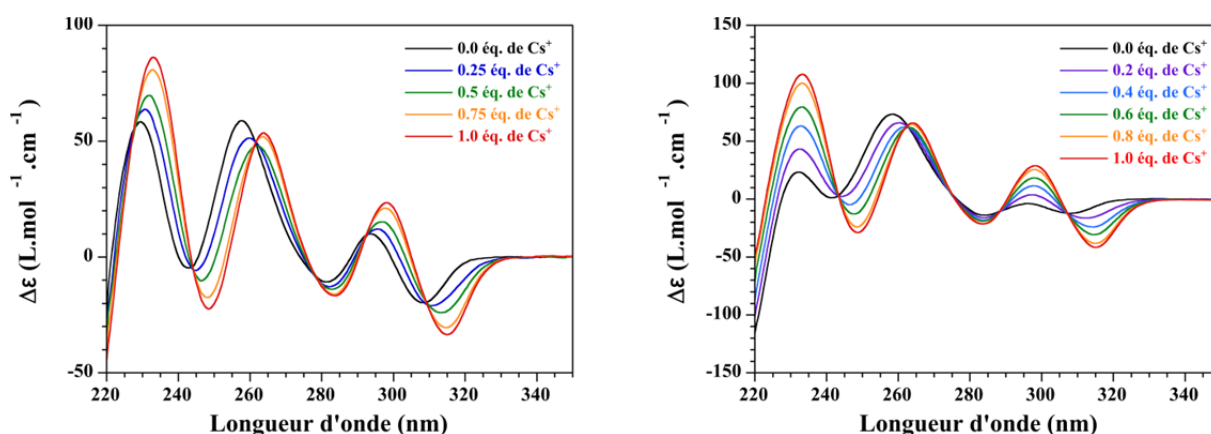 100
50
0
-50
Δε (L.mol ⁻¹ .cm ⁻¹)
220 240 260 280 300 320 340
Longueur d'onde (nm)
0.0 éq. de Cs⁺
0.25 éq. de Cs⁺
0.5 éq. de Cs⁺
0.75 éq. de Cs⁺
1.0 éq. de Cs⁺
150
100
50
0
-50
-100
-150
Δε (L.mol ⁻¹ .cm ⁻¹)
220 240 260 280 300 320 340
Longueur d'onde (nm)
0.0 éq. de Cs⁺
0.2 éq. de Cs⁺
0.4 éq. de Cs⁺
0.6 éq. de Cs⁺
0.8 éq. de Cs⁺
1.0 éq. de Cs⁺